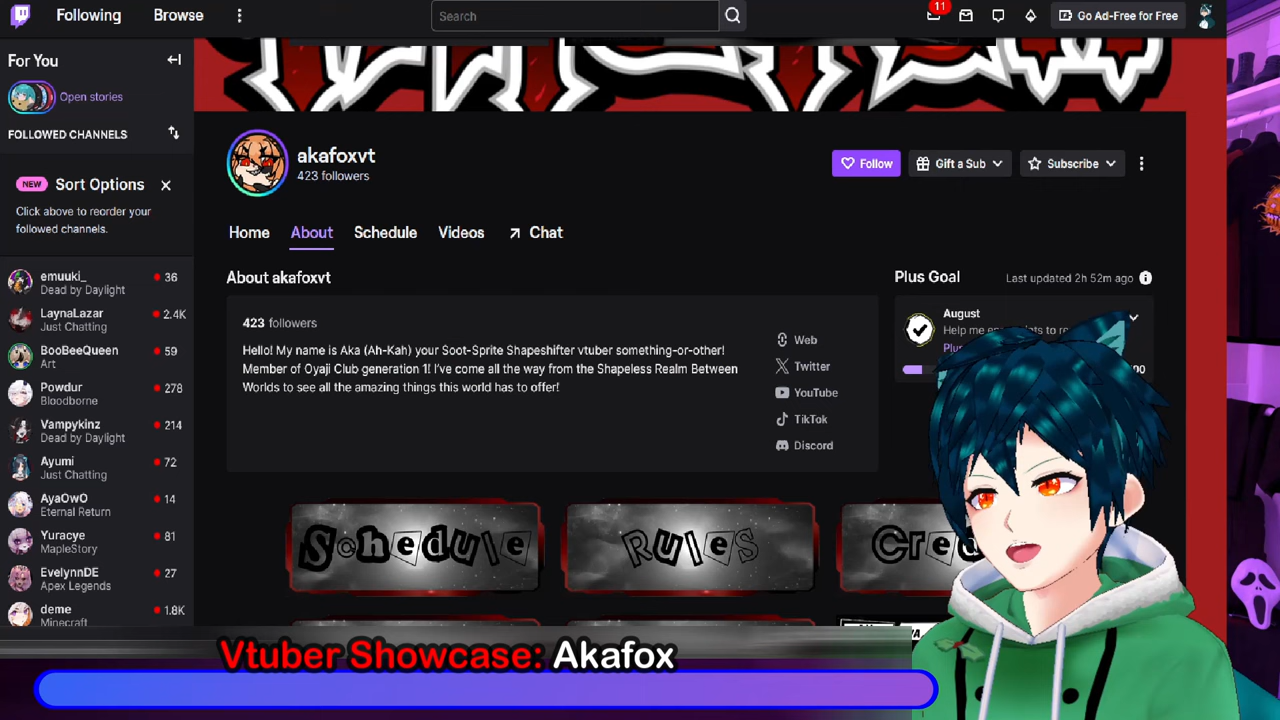 Following
Browse
Search
11
Go Ad-Free for Free
For You
Open stories
FOLLOWED CHANNELS
NEW Sort Options
Click above to reorder your
followed channels.
emuuki_ 36
Dead by Daylight
LaynaLazar 2.4K
Just Chatting
BooBeeQueen 59
Art
Powdur 278
Bloodborne
Vampykinz 214
Dead by Daylight
Ayumi 72
Just Chatting
AyaOwO 14
Eternal Return
Yuracye 81
MapleStory
EvelynnDE 27
Apex Legends
deme 1.8K
Minecraft
akafoxvt
423 followers
Follow
Gift a Sub
Subscribe
Home
About
Schedule
Videos
Chat
About akafoxvt
423 followers
Hello! My name is Aka (Ah-Kah) your Soot-Sprite Shapeshifter vtuber something-or-other!
Member of Oyaji Club generation 1! I've come all the way from the Shapeless Realm Between
Worlds to see all the amazing things this world has to offer!
Web
Twitter
YouTube
TikTok
Discord
Plus Goal
Last updated 2h 52m ago
August
Help me
Schedule
Rules
Vtuber Showcase: Akafox